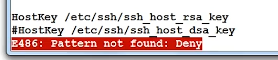 HostKey /etc/ssh/ssh_host_rsa_key
#HostKey /etc/ssh/ssh_host_dsa_key
E486: Pattern not found: Deny